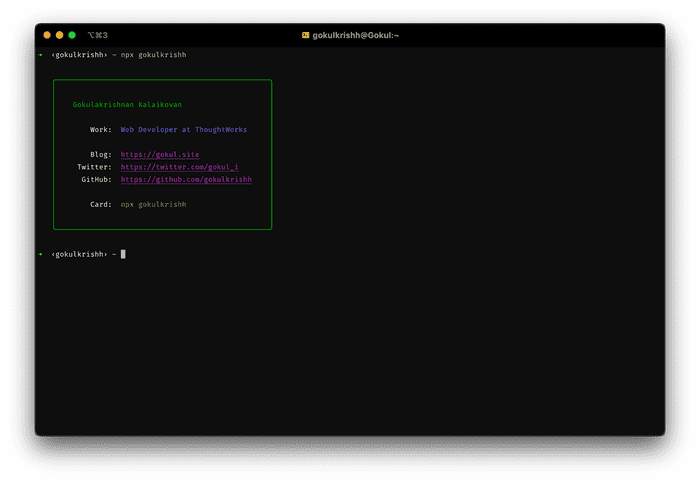 ⌥⌘3
gokulkrishh@Gokul:~
➜ ‹gokulkrishh› ~ npx gokulkrishh
Gokulakrishnan Kalaikovan
Work: Web Developer at ThoughtWorks
Blog: https://gokul.site
Twitter: https://twitter.com/gokul_i
GitHub: https://github.com/gokulkrishh
Card: npx gokulkrishh
➜ ‹gokulkrishh› ~